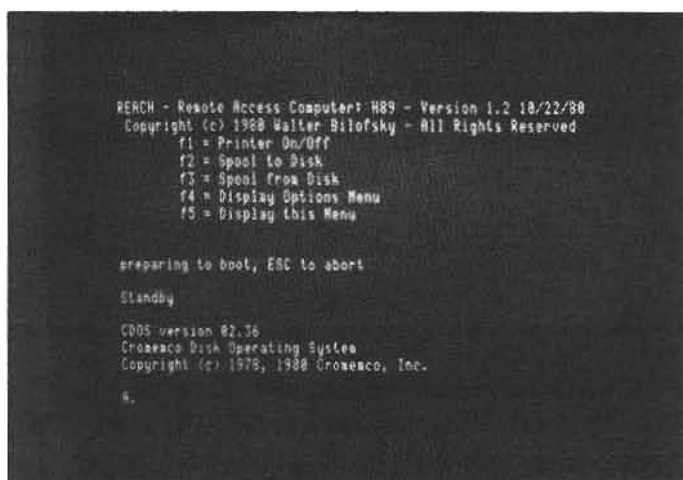 REACH - Remote Access Computer: H89 - Version 1.2 10/22/80
Copyright (c) 1980 Walter Bilofsky - All Rights Reserved
f1 = Printer On/Off
f2 = Spool to Disk
f3 = Spool from Disk
f4 = Display Options Menu
f5 = Display this Menu
preparing to boot, ESC to abort
Standby
CDOS version 02.36
Cromemco Disk Operating System
Copyright (c) 1978, 1980 Cromemco, Inc.
A.